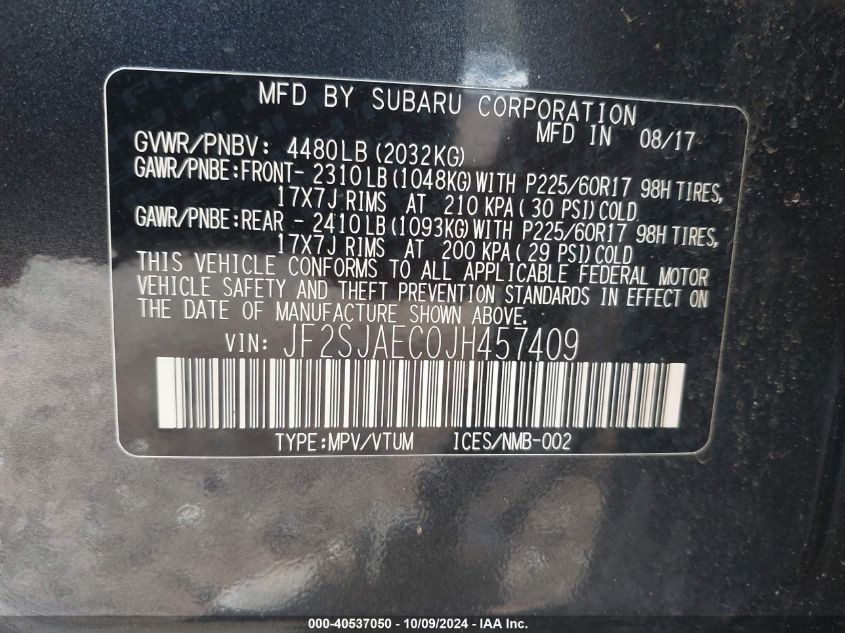 MFD BY SUBARU CORPORATION
MFD IN 08/17
GVWR/PNBV: 4480LB (2032KG)
GAWR/PNBE:FRONT- 2310LB (1048KG)WITH P225/60R17 98H TIRES,
17X7J RIMS AT 210 KPA( 30 PSI)COLD
GAWR/PNBE:REAR - 2410LB (1093KG)WITH P225/60R17 98H TIRES,
17X7J RIMS AT 200 KPA( 29 PSI)COLD
THIS VEHICLE CONFORMS TO ALL APPLICABLE FEDERAL MOTOR
VEHICLE SAFETY AND THEFT PREVENTION STANDARDS IN EFFECT ON
THE DATE OF MANUFACTURE SHOWN ABOVE.
VIN: JF2SJAEC0JH457409
TYPE:MPV/VTUM ICES/NMB-002
000-40537050 - 10/09/2024 - IAA Inc.